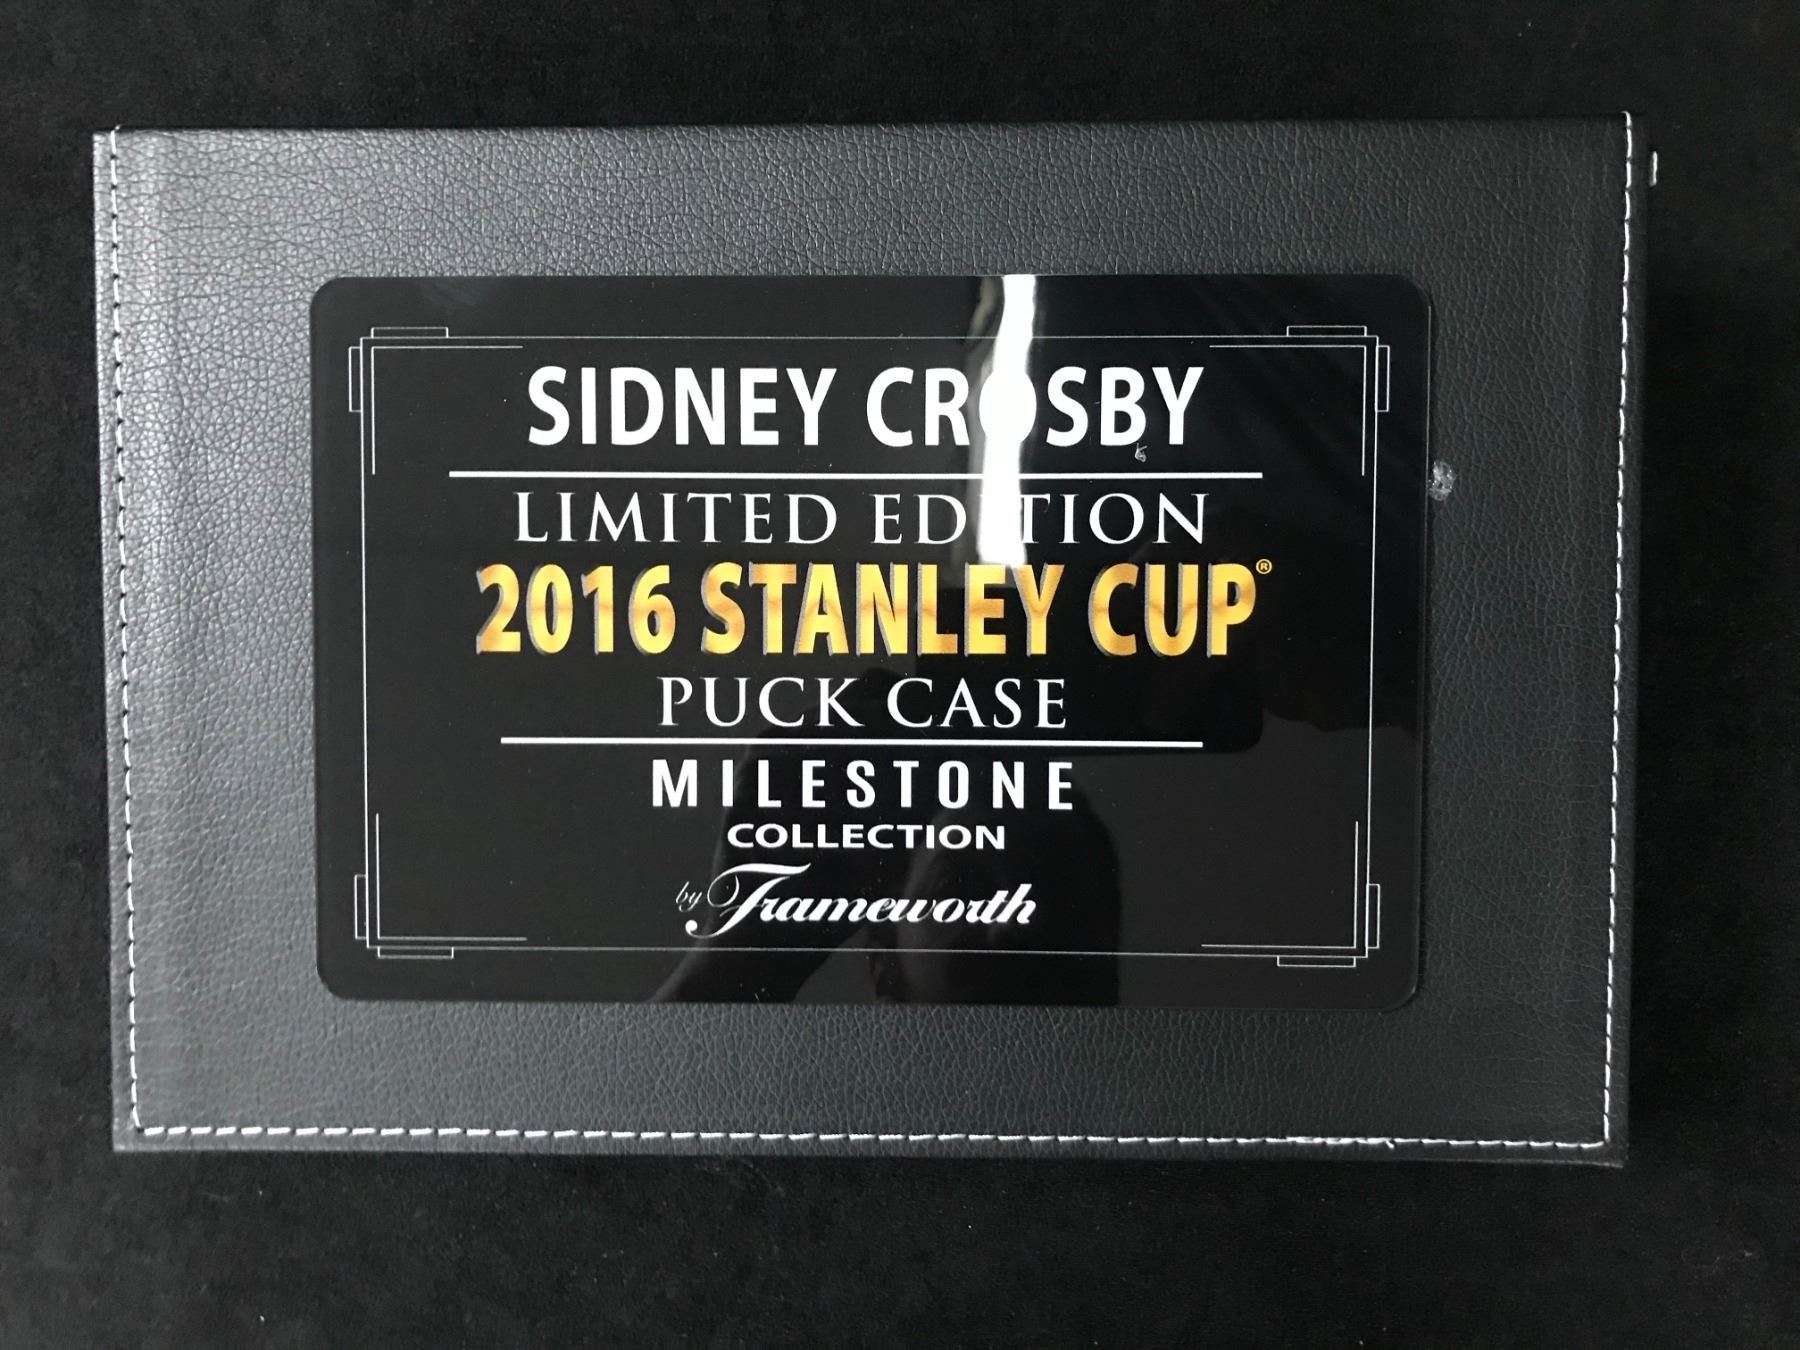 SIDNEY CROSBY
LIMITED EDITION
2016 STANLEY CUP®
PUCK CASE
MILESTONE
COLLECTION
by Frameworth